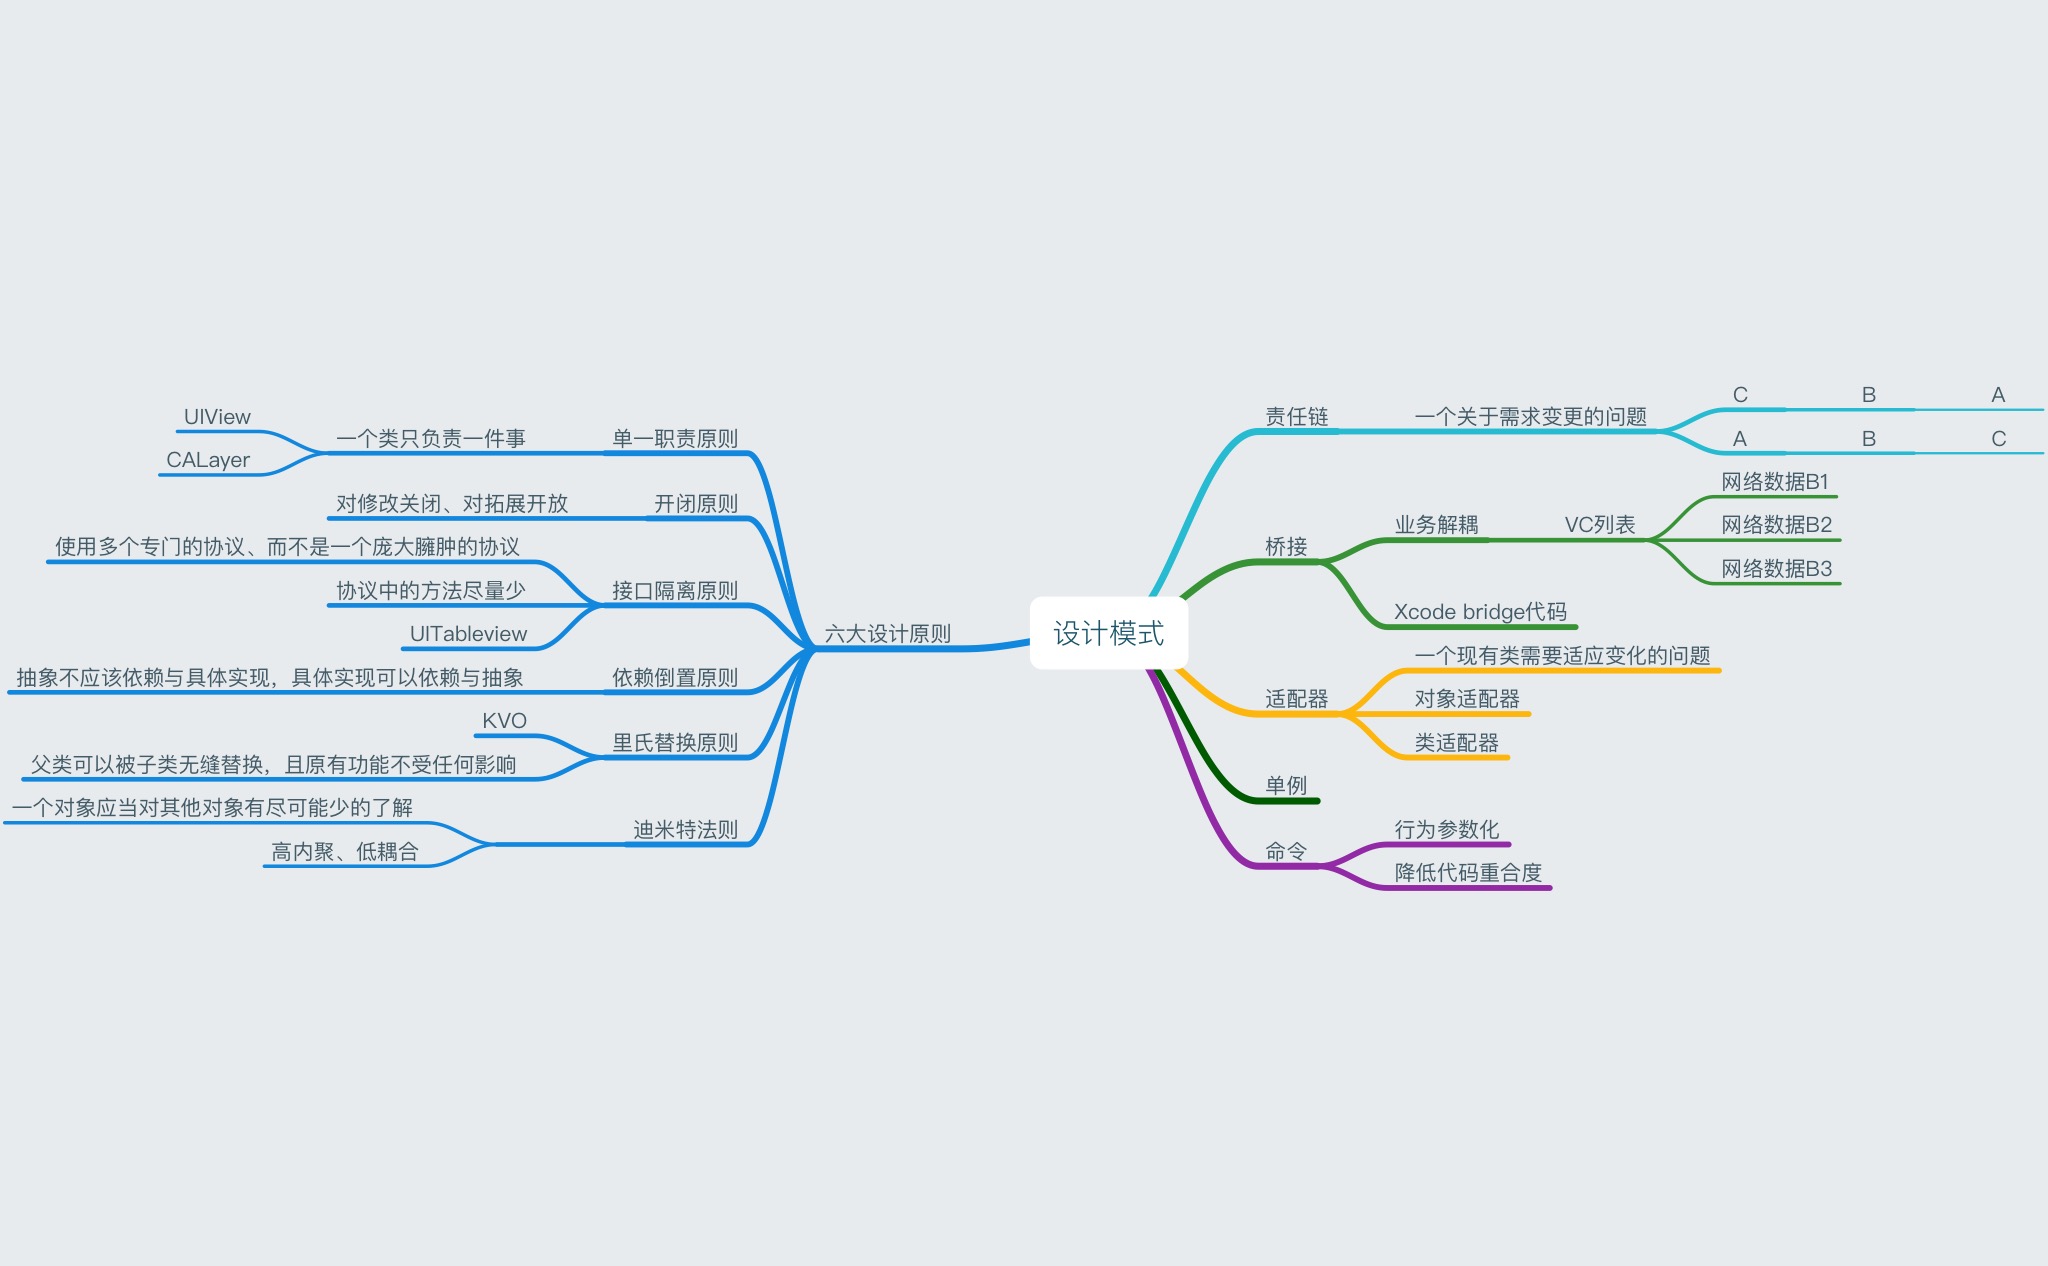 设计模式
六大设计原则
单一职责原则
一个类只负责一件事
UIView
CALayer
开闭原则
对修改关闭、对拓展开放
接口隔离原则
使用多个专门的协议、而不是一个庞大臃肿的协议
协议中的方法尽量少
UITableview
依赖倒置原则
抽象不应该依赖与具体实现，具体实现可以依赖与抽象
里氏替换原则
KVO
父类可以被子类无缝替换，且原有功能不受任何影响
迪米特法则
一个对象应当对其他对象有尽可能少的了解
高内聚、低耦合
责任链
一个关于需求变更的问题
C
B
A
A
B
C
桥接
业务解耦
VC列表
网络数据B1
网络数据B2
网络数据B3
Xcode bridge代码
适配器
一个现有类需要适应变化的问题
对象适配器
类适配器
单例
命令
行为参数化
降低代码重合度